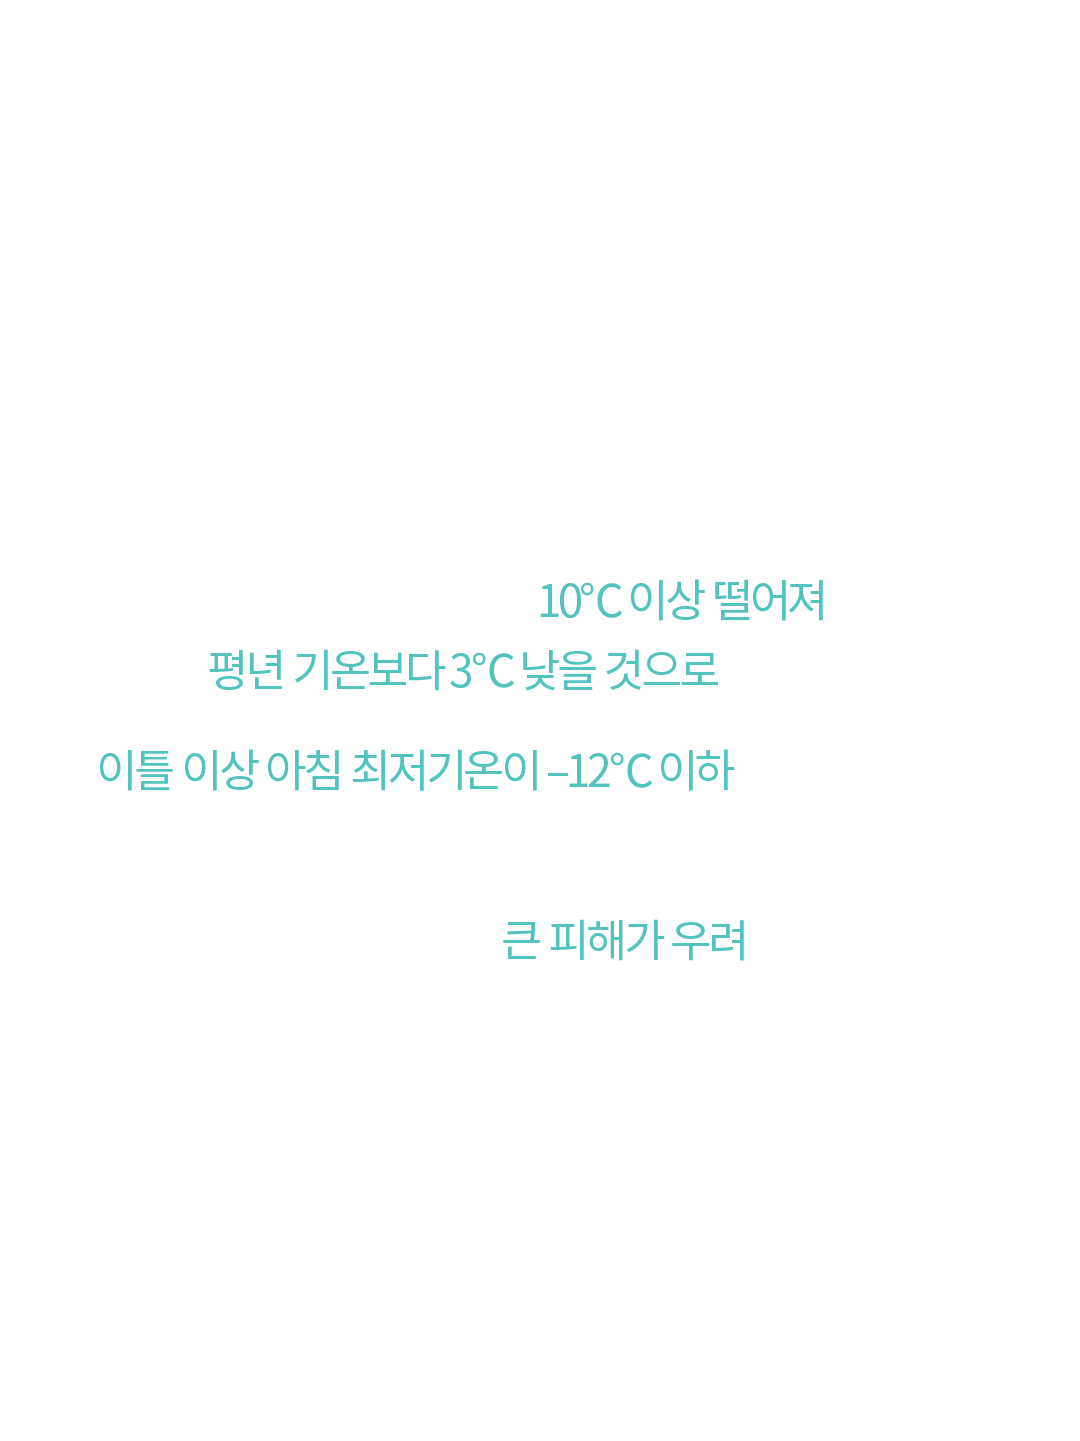 10℃ 이상 떨어져
평년 기온보다 3℃ 낮을 것으로
이틀 이상 아침 최저기온이 –12℃ 이하
큰 피해가 우려